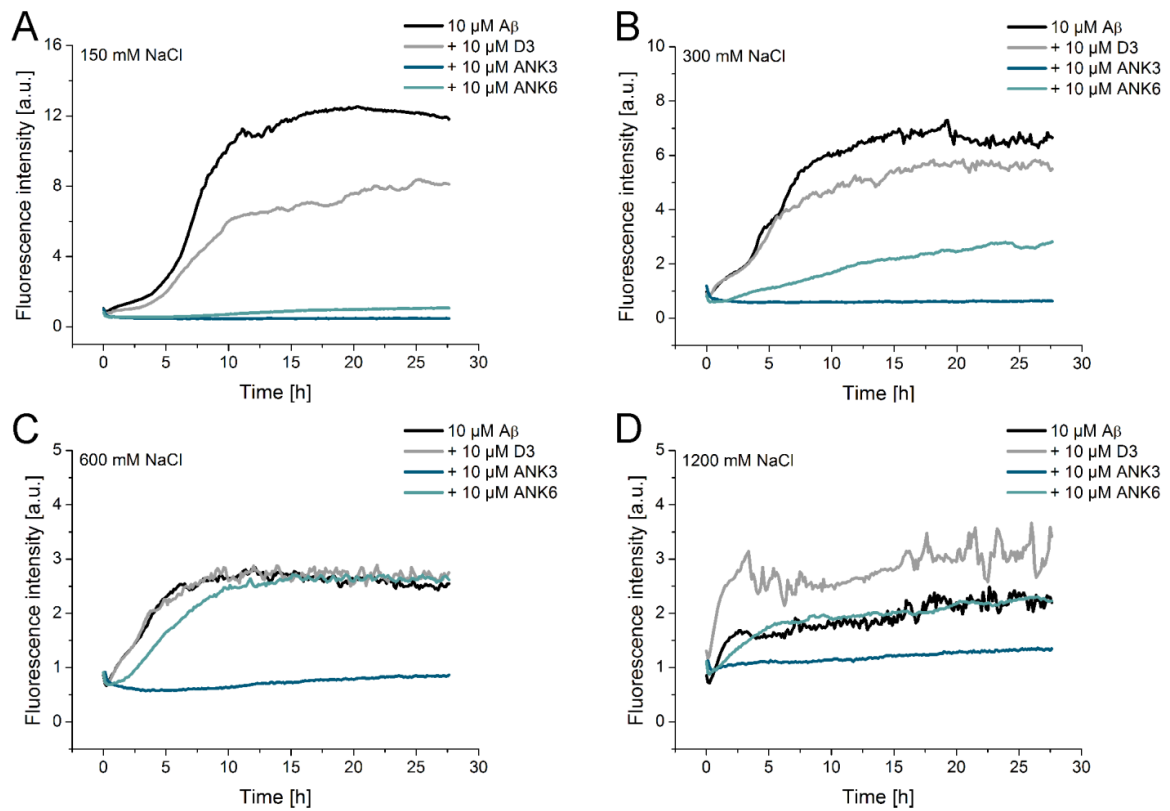 A
150 mM NaCl
10 µM Aβ
+ 10 µM D3
+ 10 µM ANK3
+ 10 µM ANK6
Fluorescence intensity [a.u.]
16
12
8
4
0
0 5 10 15 20 25 30
Time [h]
B
300 mM NaCl
10 µM Aβ
+ 10 µM D3
+ 10 µM ANK3
+ 10 µM ANK6
Fluorescence intensity [a.u.]
10
8
6
4
2
0
0 5 10 15 20 25 30
Time [h]
C
600 mM NaCl
10 µM Aβ
+ 10 µM D3
+ 10 µM ANK3
+ 10 µM ANK6
Fluorescence intensity [a.u.]
5
4
3
2
1
0
0 5 10 15 20 25 30
Time [h]
D
1200 mM NaCl
10 µM Aβ
+ 10 µM D3
+ 10 µM ANK3
+ 10 µM ANK6
Fluorescence intensity [a.u.]
5
4
3
2
1
0
0 5 10 15 20 25 30
Time [h]